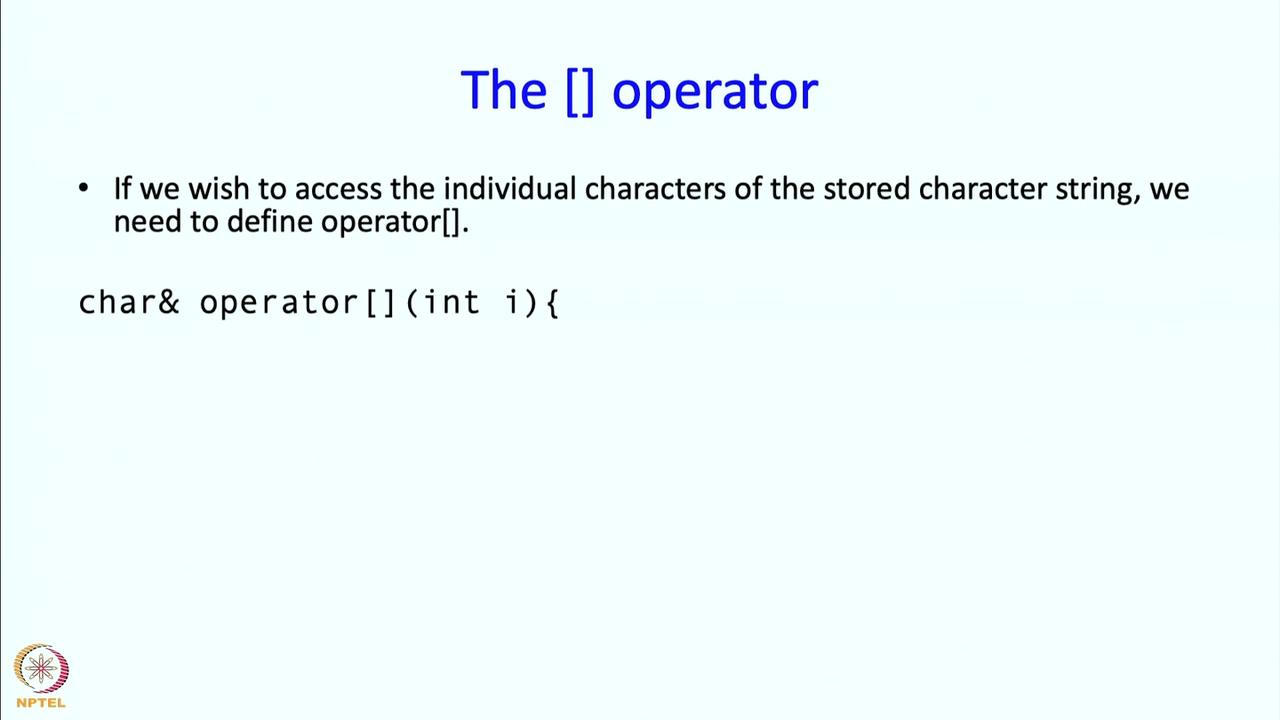 The [] operator
• If we wish to access the individual characters of the stored character string, we
need to define operator[].
char& operator[](int i){
NPTEL